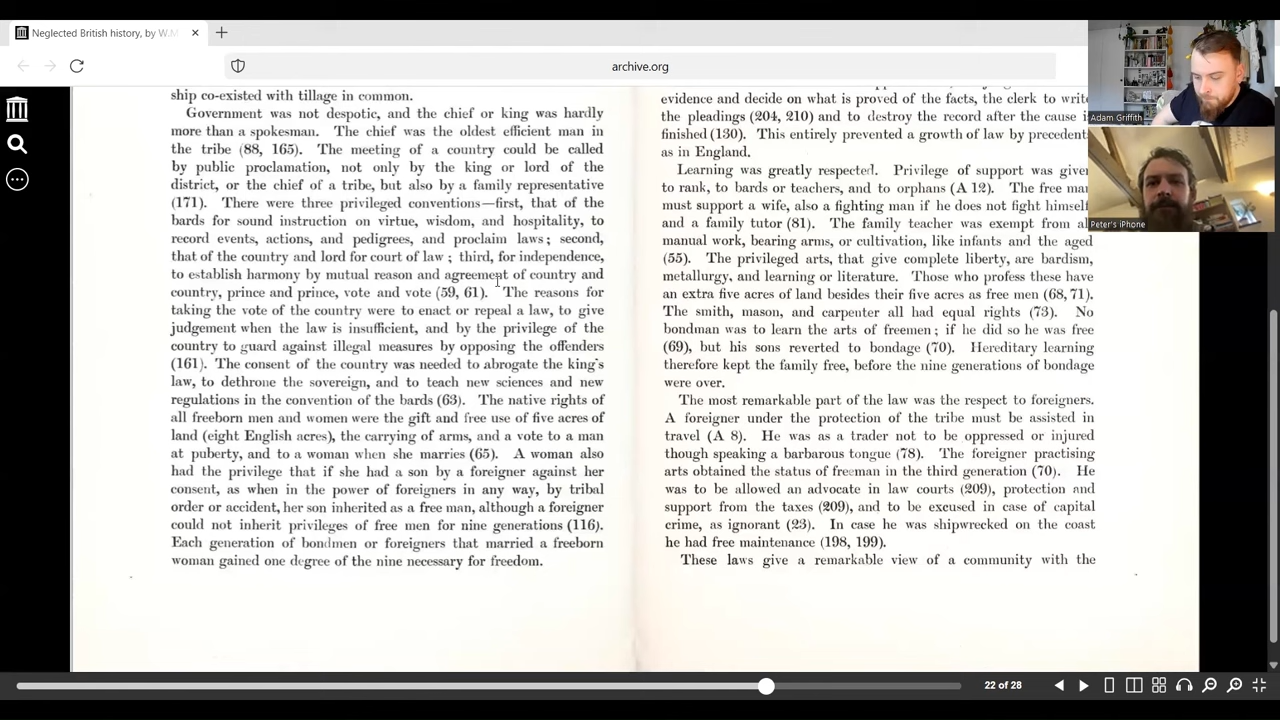 Neglected British history, by W.M
archive.org
ship co-existed with tillage in common.
Government was not despotic, and the chief or king was hardly
more than a spokesman. The chief was the oldest efficient man in
the tribe (88, 165). The meeting of a country could be called
by public proclamation, not only by the king or lord of the
district, or the chief of a tribe, but also by a family representative
(171). There were three privileged conventions—first, that of the
bards for sound instruction on virtue, wisdom, and hospitality, to
record events, actions, and pedigrees, and proclaim laws; second,
that of the country and lord for court of law; third, for independence,
to establish harmony by mutual reason and agreement of country and
country, prince and prince, vote and vote (59, 61). The reasons for
taking the vote of the country were to enact or repeal a law, to give
judgement when the law is insufficient, and by the privilege of the
country to guard against illegal measures by opposing the offenders
(161). The consent of the country was needed to abrogate the king's
law, to dethrone the sovereign, and to teach new sciences and new
regulations in the convention of the bards (63). The native rights of
all freeborn men and women were the gift and free use of five acres of
land (eight English acres), the carrying of arms, and a vote to a man
at puberty, and to a woman when she marries (65). A woman also
had the privilege that if she had a son by a foreigner against her
consent, as when in the power of foreigners in any way, by tribal
order or accident, her son inherited as a free man, although a foreigner
could not inherit privileges of free men for nine generations (116).
Each generation of bondmen or foreigners that married a freeborn
woman gained one degree of the nine necessary for freedom.
evidence and decide on what is proved of the facts, the clerk to write
the pleadings (204, 210) and to destroy the record after the cause is
finished (130). This entirely prevented a growth of law by precedent
as in England.
Learning was greatly respected. Privilege of support was given
to rank, to bards or teachers, and to orphans (A 12). The free man
must support a wife, also a fighting man if he does not fight himself
and a family tutor (81). The family teacher was exempt from all
manual work, bearing arms, or cultivation, like infants and the aged
(55). The privileged arts, that give complete liberty, are bardism,
metallurgy, and learning or literature. Those who profess these have
an extra five acres of land besides their five acres as free men (68, 71).
The smith, mason, and carpenter all had equal rights (73). No
bondman was to learn the arts of freemen; if he did so he was free
(69), but his sons reverted to bondage (70). Hereditary learning
therefore kept the family free, before the nine generations of bondage
were over.
The most remarkable part of the law was the respect to foreigners.
A foreigner under the protection of the tribe must be assisted in
travel (A 8). He was as a trader not to be oppressed or injured
though speaking a barbarous tongue (78). The foreigner practising
arts obtained the status of freeman in the third generation (70). He
was to be allowed an advocate in law courts (209), protection and
support from the taxes (209), and to be excused in case of capital
crime, as ignorant (23). In case he was shipwrecked on the coast
he had free maintenance (198, 199).
These laws give a remarkable view of a community with the
Adam Griffith
Peter's iPhone
22 of 28